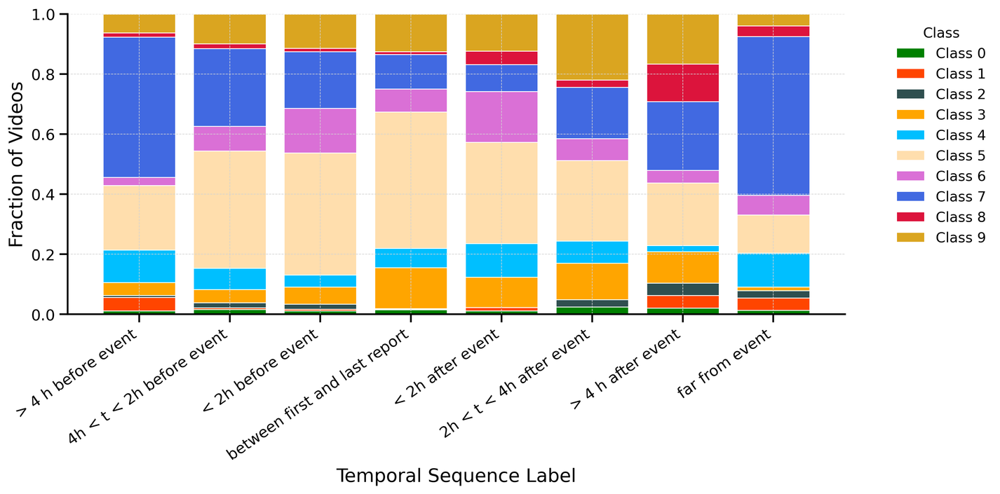 1.0
0.8
0.6
0.4
0.2
0.0
Fraction of Videos
> 4 h before event
4h < t < 2h before event
< 2h before event
between first and last report
< 2h after event
2h < t < 4h after event
> 4 h after event
far from event
Temporal Sequence Label
Class
Class 0
Class 1
Class 2
Class 3
Class 4
Class 5
Class 6
Class 7
Class 8
Class 9